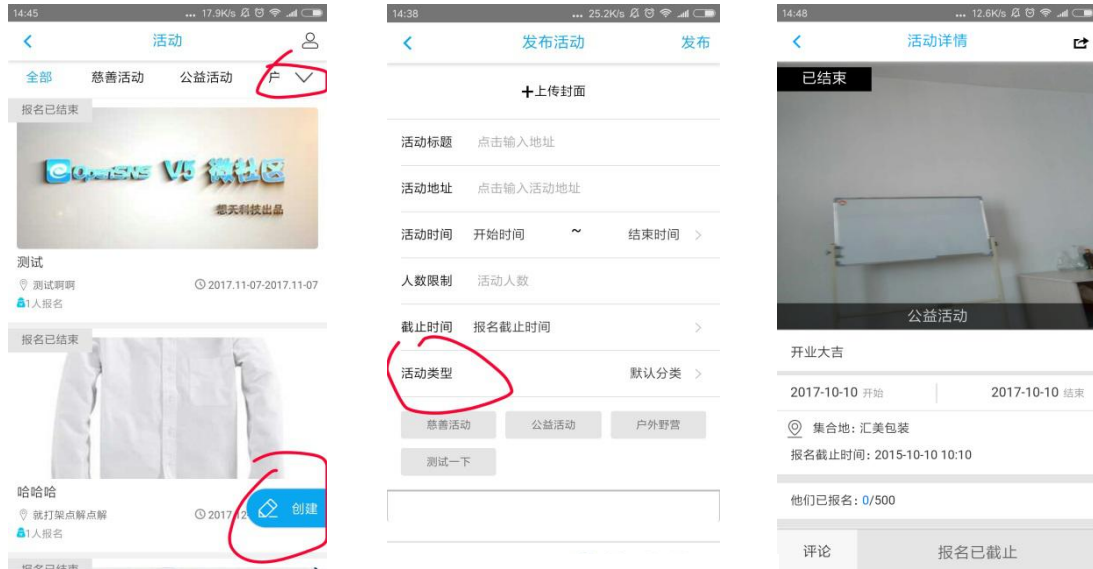 14:45
... 17.9K/s
活动
全部 慈善活动 公益活动 户
报名已结束
OpenSNS V5 微社区
想天科技出品
测试
测试啊啊 2017.11-07-2017.11-07
1人报名
报名已结束
哈哈哈
就打架点解点解 2017.12
创建
1人报名
报名已结束
14:38
... 25.2K/s
发布活动 发布
+上传封面
活动标题 点击输入地址
活动地址 点击输入活动地址
活动时间 开始时间 ~ 结束时间
人数限制 活动人数
截止时间 报名截止时间
活动类型 默认分类
慈善活动 公益活动 户外野营
测试一下
14:48
... 12.6K/s
活动详情
已结束
公益活动
开业大吉
2017-10-10 开始 2017-10-10 结束
集合地: 汇美包装
报名截止时间: 2015-10-10 10:10
他们已报名: 0/500
评论 报名已截止